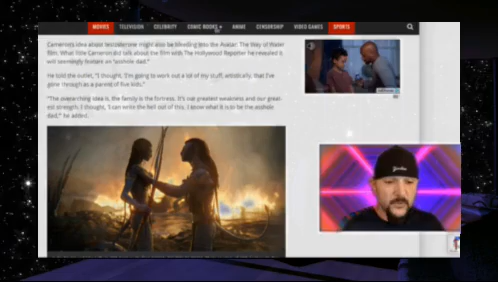 MOVIES TELEVISION CELEBRITY COMIC BOOKS ANIME CENSORSHIP VIDEO GAMES SPORTS
Cameron's idea about testosterone might also be bleeding into the Avatar: The Way of Water
film. What little Cameron did talk about the film with The Hollywood Reporter he revealed it
will seemingly feature an "asshole dad."
He told the outlet, "I thought, 'I'm going to work out a lot of my stuff, artistically, that I've
gone through as a parent of five kids.'"
"The overarching idea is, the family is the fortress. It's our greatest weakness and our great-
est strength. I thought, 'I can write the hell out of this. I know what it is to be the asshole
dad,'" he added.